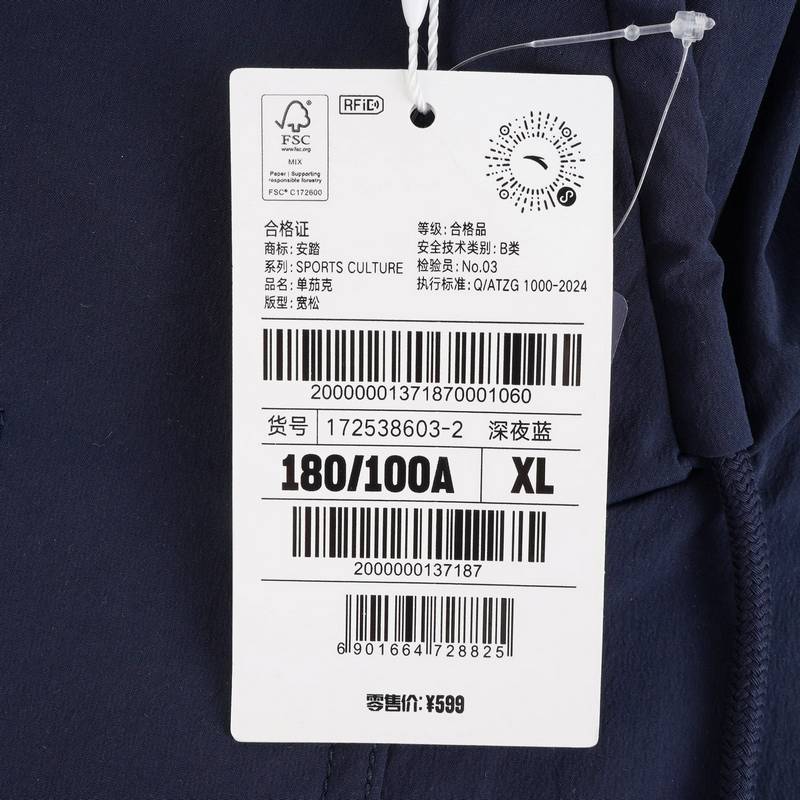 FSC
www.fsc.org
MIX
Paper | Supporting
responsible forestry
FSC® C172600
RFID
合格证
商标: 安踏
系列: SPORTS CULTURE
品名: 单茄克
版型: 宽松
等级: 合格品
安全技术类别: B类
检验员: No.03
执行标准: Q/ATZG 1000-2024
20000001371870001060
货号 172538603-2 深夜蓝
180/100A XL
2000000137187
6 901664 728825
零售价: ¥599